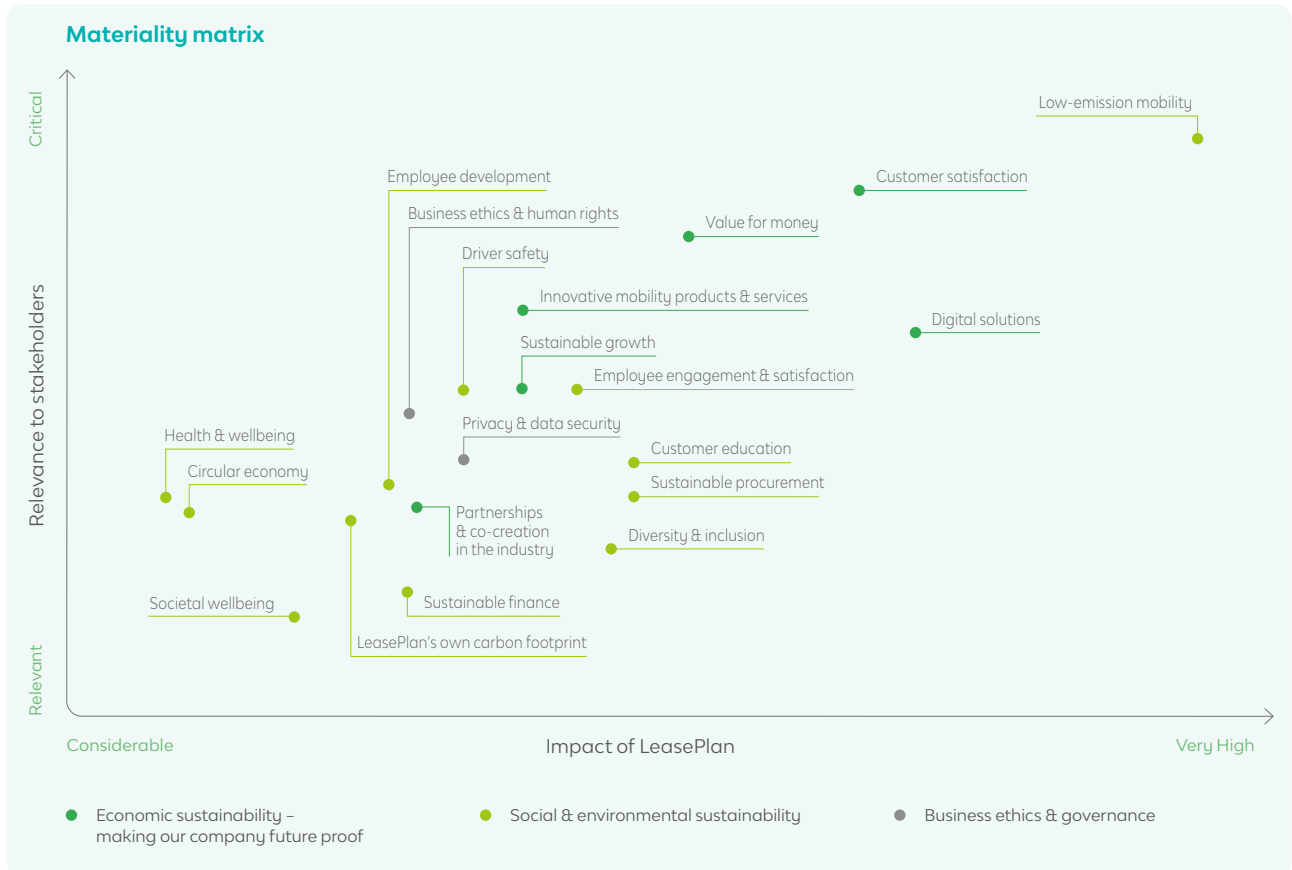 Materiality matrix
Critical
Low-emission mobility
Employee development
Customer satisfaction
Business ethics & human rights
Value for money
Driver safety
Innovative mobility products & services
Digital solutions
Sustainable growth
Employee engagement & satisfaction
Relevance to stakeholders
Privacy & data security
Health & wellbeing
Customer education
Circular economy
Sustainable procurement
Partnerships
& co-creation
in the industry
Diversity & inclusion
Societal wellbeing
Sustainable finance
LeasePlan's own carbon footprint
Relevant
Considerable
Impact of LeasePlan
Very High
Economic sustainability –
making our company future proof
Social & environmental sustainability
Business ethics & governance